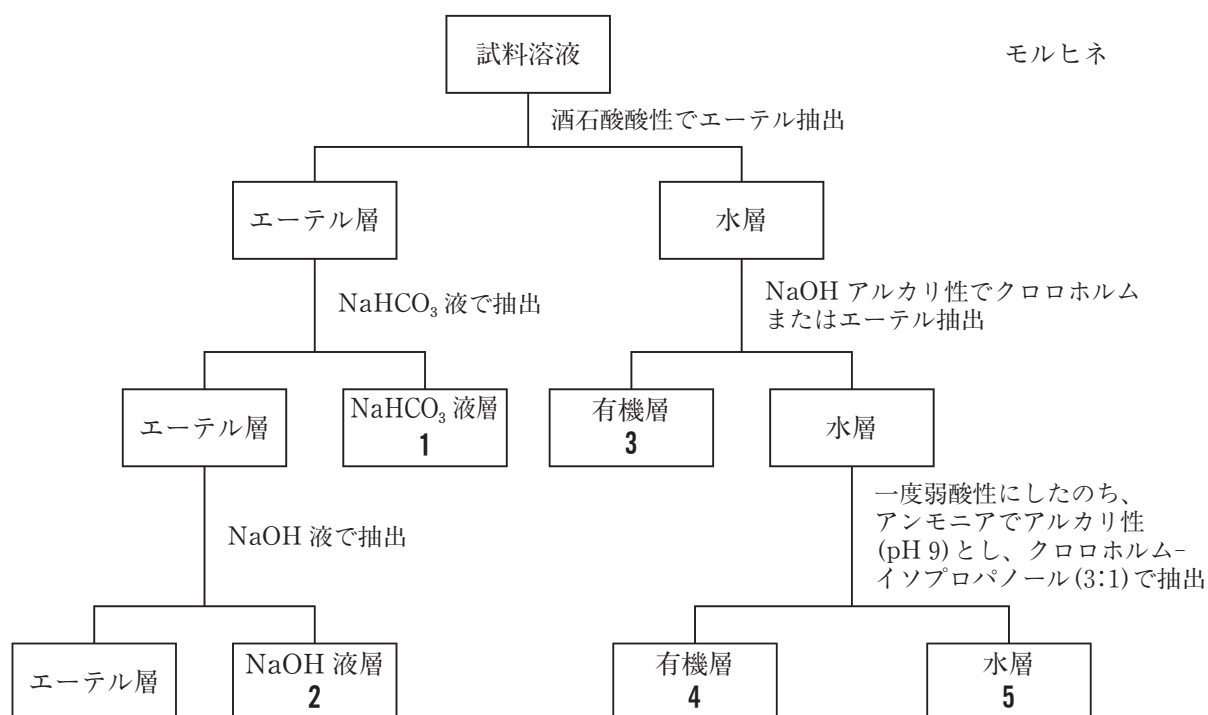 試料溶液
モルヒネ
酒石酸酸性でエーテル抽出
エーテル層
水層
NaHCO₃ 液で抽出
NaOH アルカリ性でクロロホルム
またはエーテル抽出
エーテル層
NaHCO₃ 液層
1
有機層
3
水層
NaOH 液で抽出
一度弱酸性にしたのち、
アンモニアでアルカリ性
(pH 9)とし、クロロホルム-
イソプロパノール(3:1)で抽出
エーテル層
NaOH 液層
2
有機層
4
水層
5